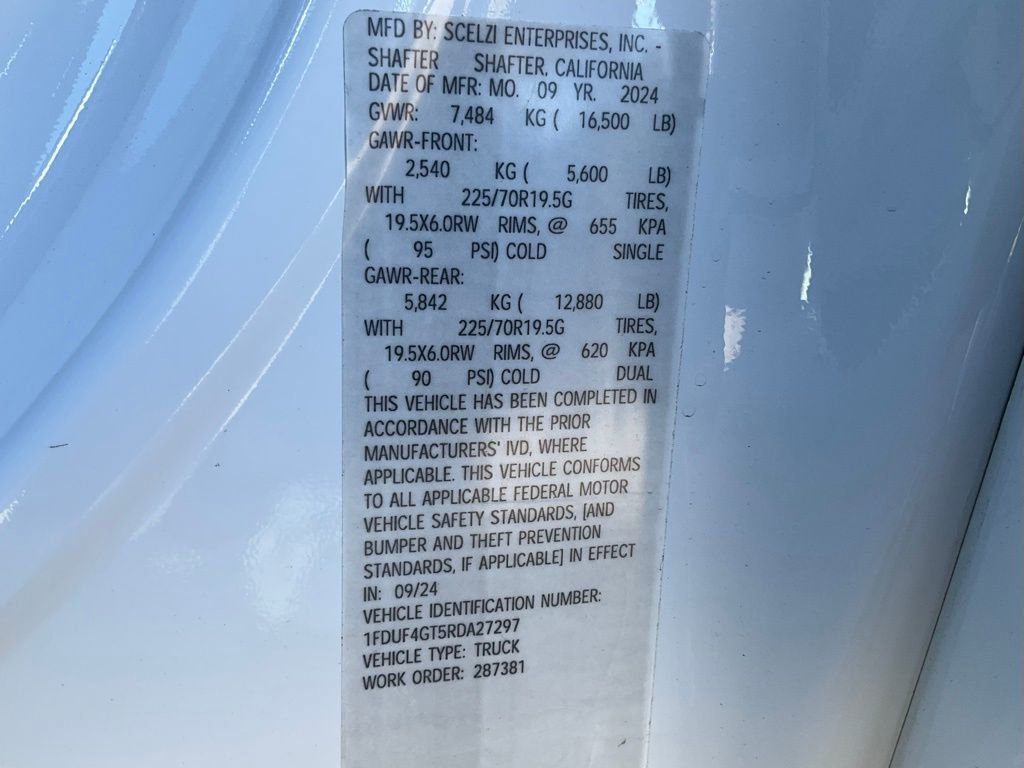 MFD BY: SCELZI ENTERPRISES, INC. -
SHAFTER SHAFTER, CALIFORNIA
DATE OF MFR: MO. 09 YR. 2024
GVWR: 7,484 KG ( 16,500 LB)
GAWR-FRONT:
2,540 KG ( 5,600 LB)
WITH 225/70R19.5G TIRES,
19.5X6.0RW RIMS, @ 655 KPA
( 95 PSI) COLD SINGLE
GAWR-REAR:
5,842 KG ( 12,880 LB)
WITH 225/70R19.5G TIRES,
19.5X6.0RW RIMS, @ 620 KPA
( 90 PSI) COLD DUAL
THIS VEHICLE HAS BEEN COMPLETED IN
ACCORDANCE WITH THE PRIOR
MANUFACTURERS' IVD, WHERE
APPLICABLE. THIS VEHICLE CONFORMS
TO ALL APPLICABLE FEDERAL MOTOR
VEHICLE SAFETY STANDARDS, [AND
BUMPER AND THEFT PREVENTION
STANDARDS, IF APPLICABLE] IN EFFECT
IN: 09/24
VEHICLE IDENTIFICATION NUMBER:
1FDUF4GT5RDA27297
VEHICLE TYPE: TRUCK
WORK ORDER: 287381